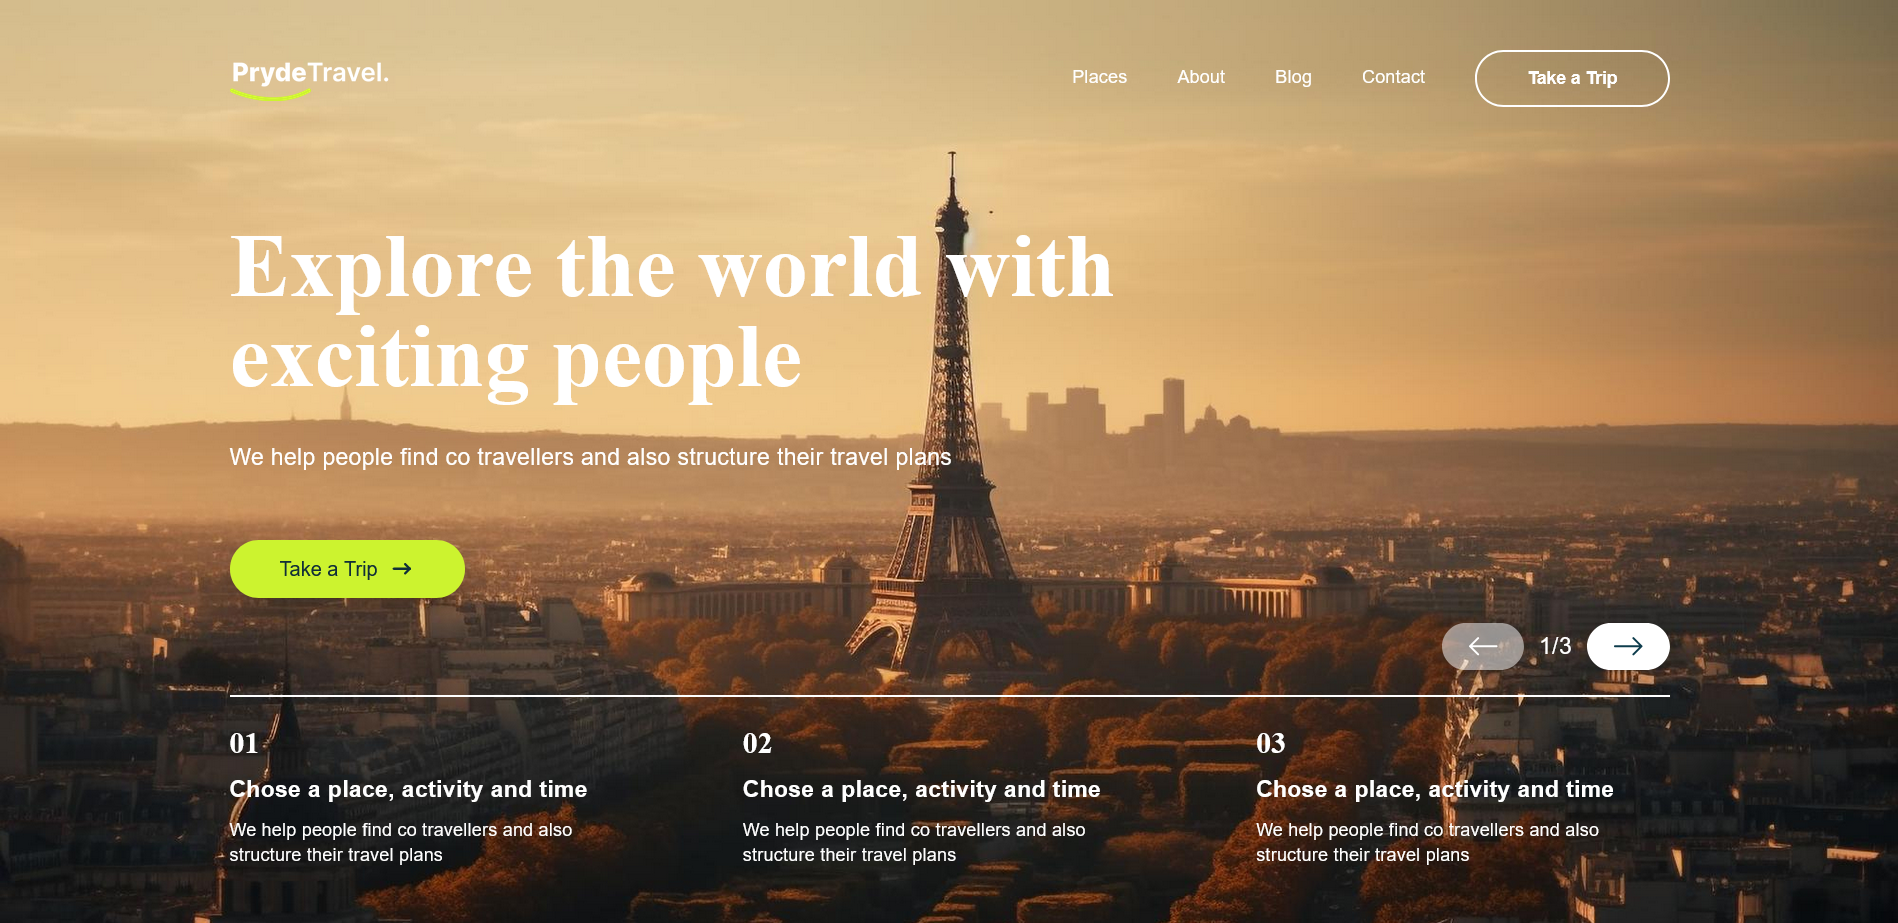 PrydeTravel.
Places
About
Blog
Contact
Take a Trip
Explore the world with
exciting people
We help people find co travellers and also structure their travel plans
Take a Trip
1/3
01
Chose a place, activity and time
We help people find co travellers and also
structure their travel plans
02
Chose a place, activity and time
We help people find co travellers and also
structure their travel plans
03
Chose a place, activity and time
We help people find co travellers and also
structure their travel plans